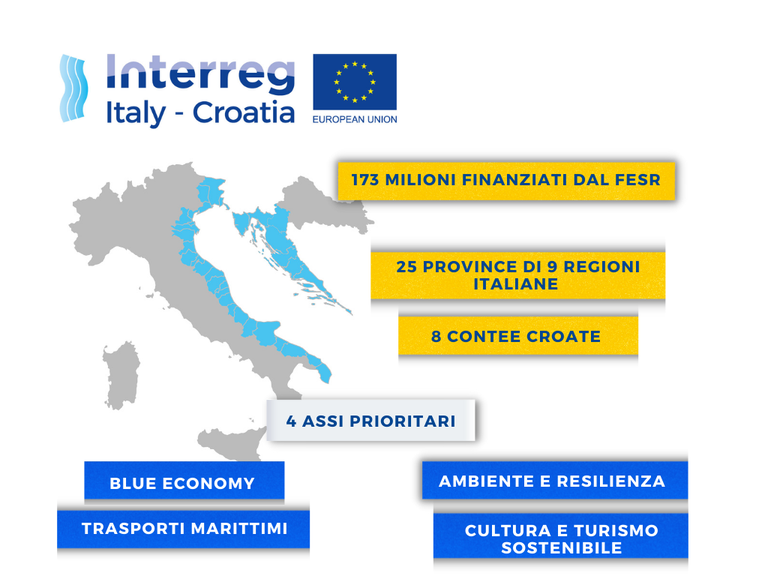 Interreg
Italy - Croatia
EUROPEAN UNION
173 MILIONI FINANZIATI DAL FESR
25 PROVINCE DI 9 REGIONI
ITALIANE
8 CONTEE CROATE
4 ASSI PRIORITARI
BLUE ECONOMY
TRASPORTI MARITTIMI
AMBIENTE E RESILIENZA
CULTURA E TURISMO
SOSTENIBILE